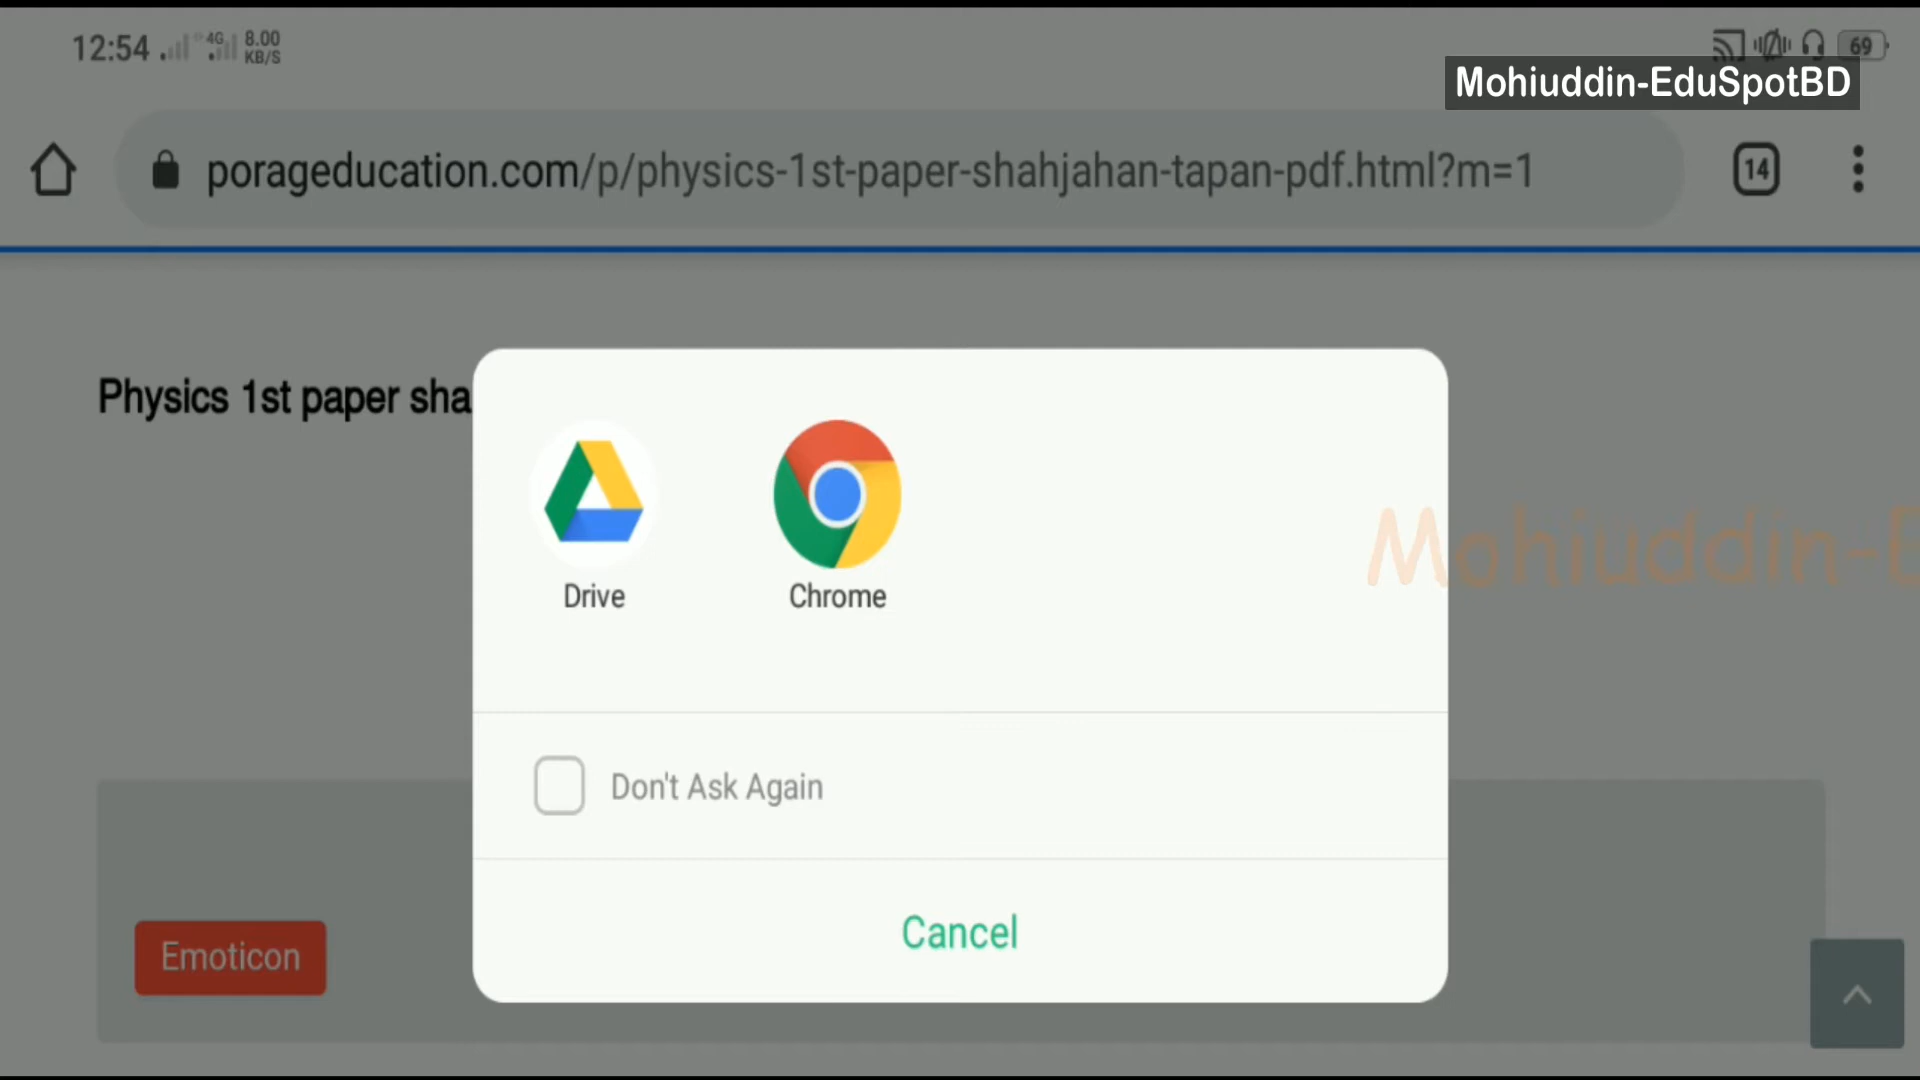 12:54 4G 8.00 KB/S 69
Mohiuddin-EduSpotBD
porageducation.com/p/physics-1st-paper-shahjahan-tapan-pdf.html?m=1 14
Physics 1st paper sha
Drive Chrome
Mohiuddin-E
Don't Ask Again
Cancel
Emoticon